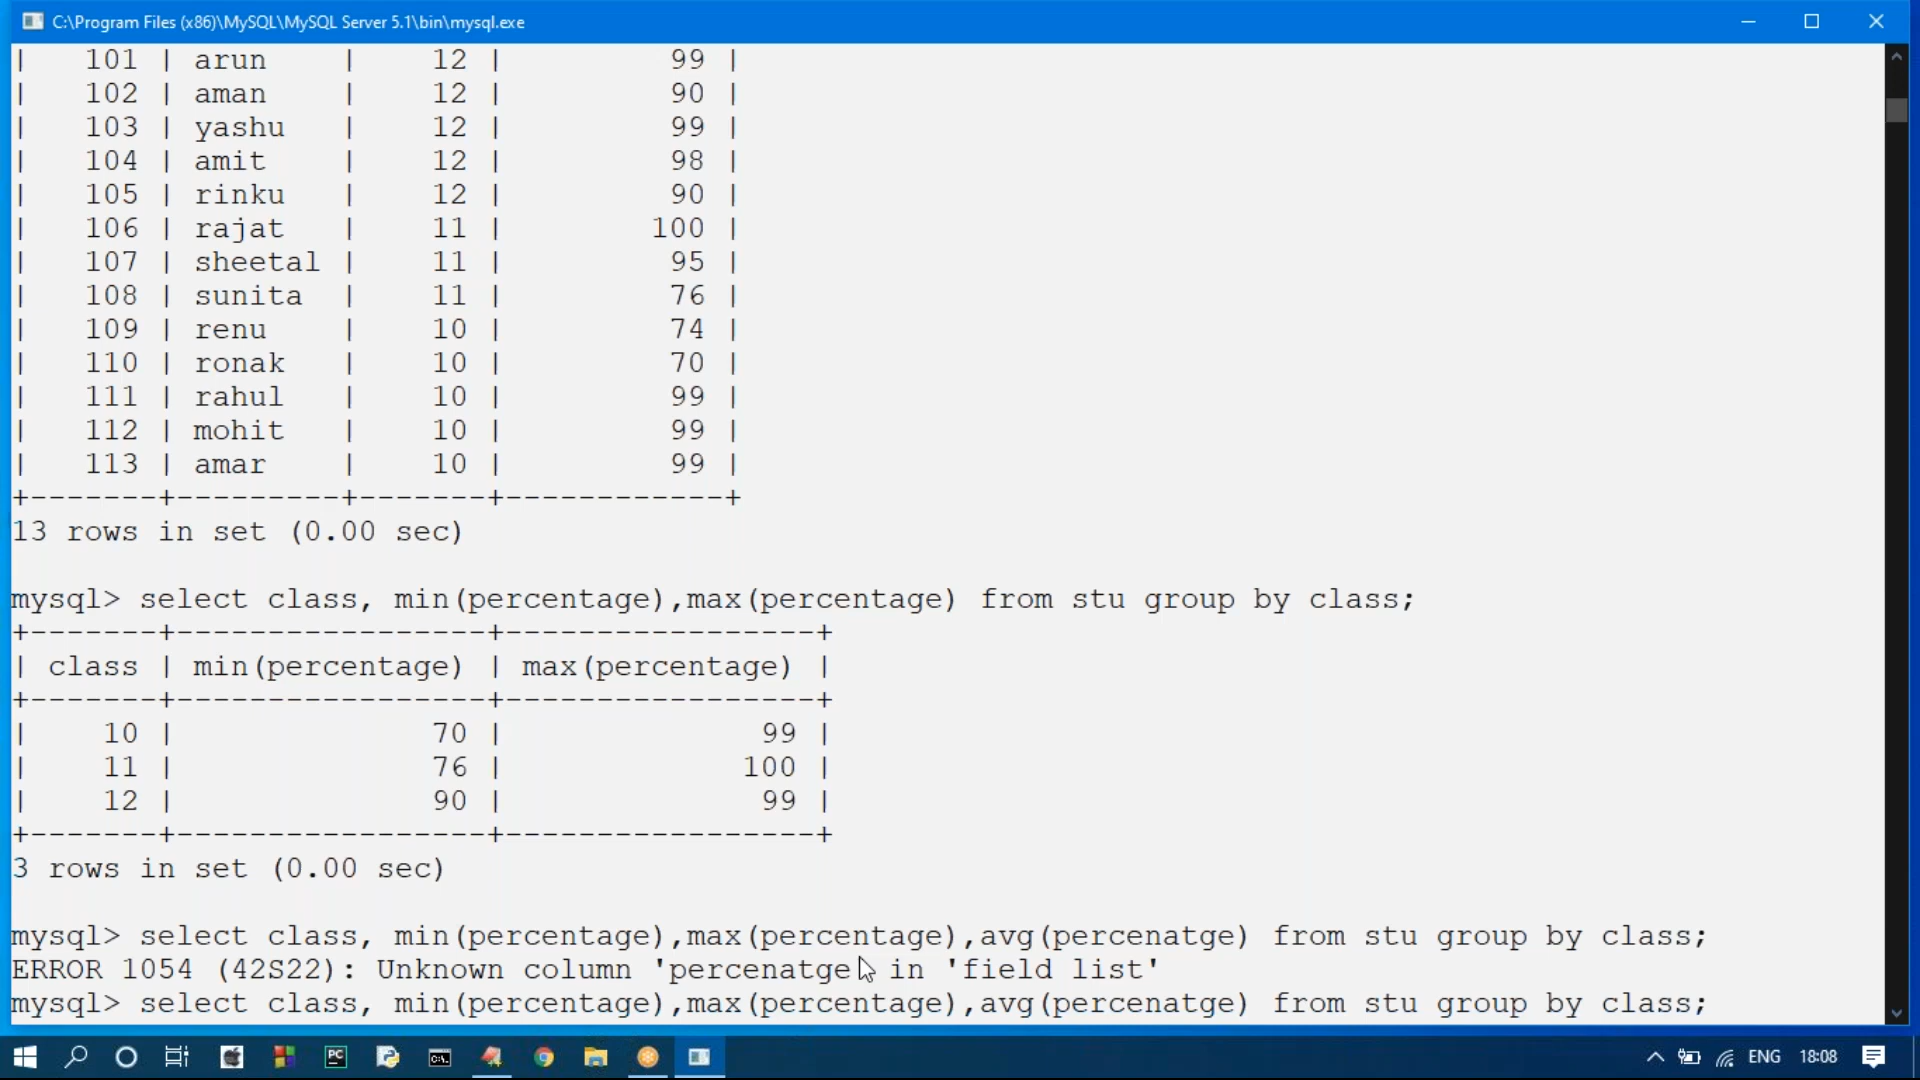 C:\Program Files (x86)\MySQL\MySQL Server 5.1\bin\mysql.exe
|   101 | arun    |    12 |         99 |
|   102 | aman    |    12 |         90 |
|   103 | yashu   |    12 |         99 |
|   104 | amit    |    12 |         98 |
|   105 | rinku   |    12 |         90 |
|   106 | rajat   |    11 |        100 |
|   107 | sheetal |    11 |         95 |
|   108 | sunita  |    11 |         76 |
|   109 | renu    |    10 |         74 |
|   110 | ronak   |    10 |         70 |
|   111 | rahul   |    10 |         99 |
|   112 | mohit   |    10 |         99 |
|   113 | amar    |    10 |         99 |
+-------+---------+-------+------------+
13 rows in set (0.00 sec)
mysql> select class, min(percentage),max(percentage) from stu group by class;
+-------+-----------------+-----------------+
| class | min(percentage) | max(percentage) |
+-------+-----------------+-----------------+
|    10 |              70 |              99 |
|    11 |              76 |             100 |
|    12 |              90 |              99 |
+-------+-----------------+-----------------+
3 rows in set (0.00 sec)
mysql> select class, min(percentage),max(percentage),avg(percenatge) from stu group by class;
ERROR 1054 (42S22): Unknown column 'percenatge' in 'field list'
mysql> select class, min(percentage),max(percentage),avg(percenatge) from stu group by class;
PC
C:\.
ENG
18:08